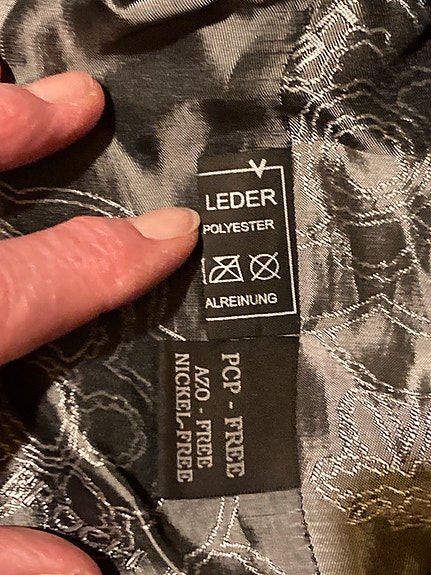 LEDER
POLYESTER
ALREINUNG
PCP - FREE
AZO - FREE
NICKEL-FREE